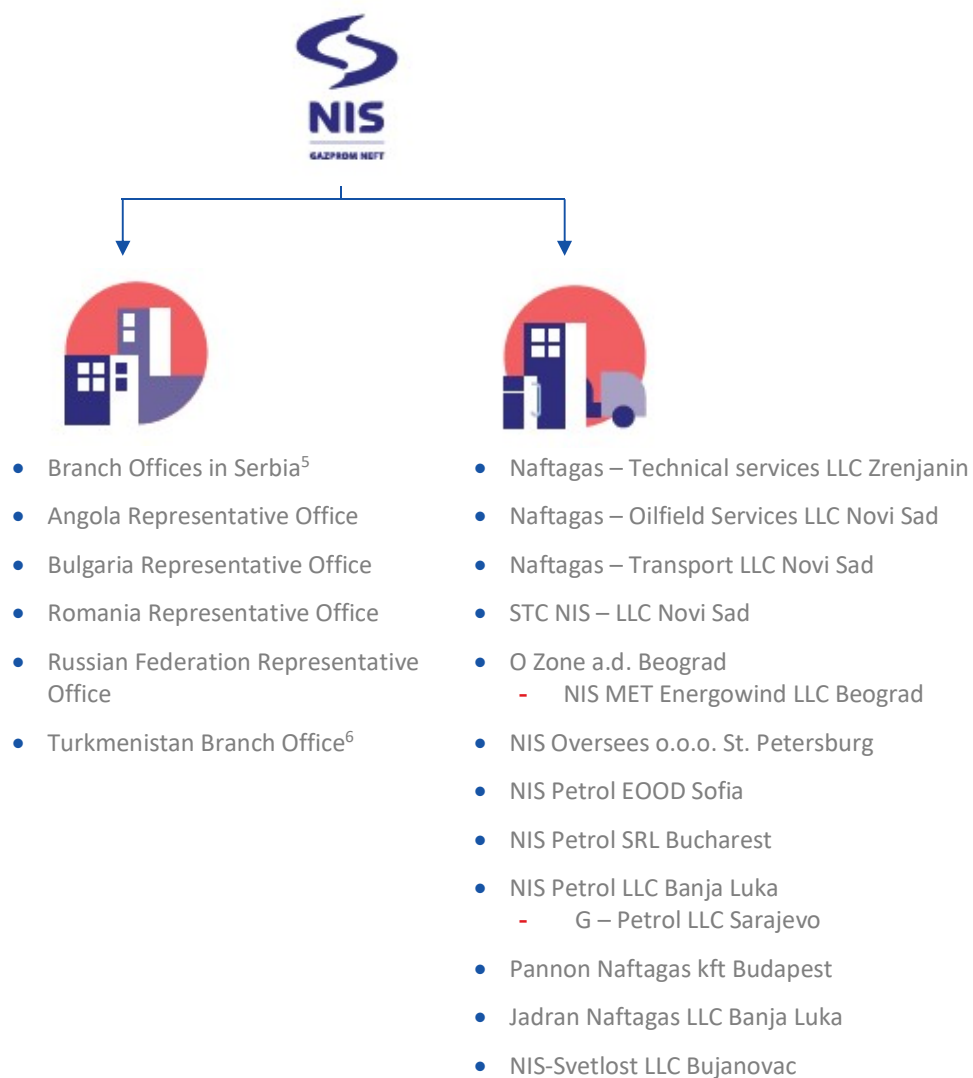 NIS
GAZPROM NEFT
• Branch Offices in Serbia⁵
• Angola Representative Office
• Bulgaria Representative Office
• Romania Representative Office
• Russian Federation Representative
Office
• Turkmenistan Branch Office⁶
• Naftagas – Technical services LLC Zrenjanin
• Naftagas – Oilfield Services LLC Novi Sad
• Naftagas – Transport LLC Novi Sad
• STC NIS – LLC Novi Sad
• O Zone a.d. Beograd
- NIS MET Energowind LLC Beograd
• NIS Oversees o.o.o. St. Petersburg
• NIS Petrol EOOD Sofia
• NIS Petrol SRL Bucharest
• NIS Petrol LLC Banja Luka
- G – Petrol LLC Sarajevo
• Pannon Naftagas kft Budapest
• Jadran Naftagas LLC Banja Luka
• NIS-Svetlost LLC Bujanovac